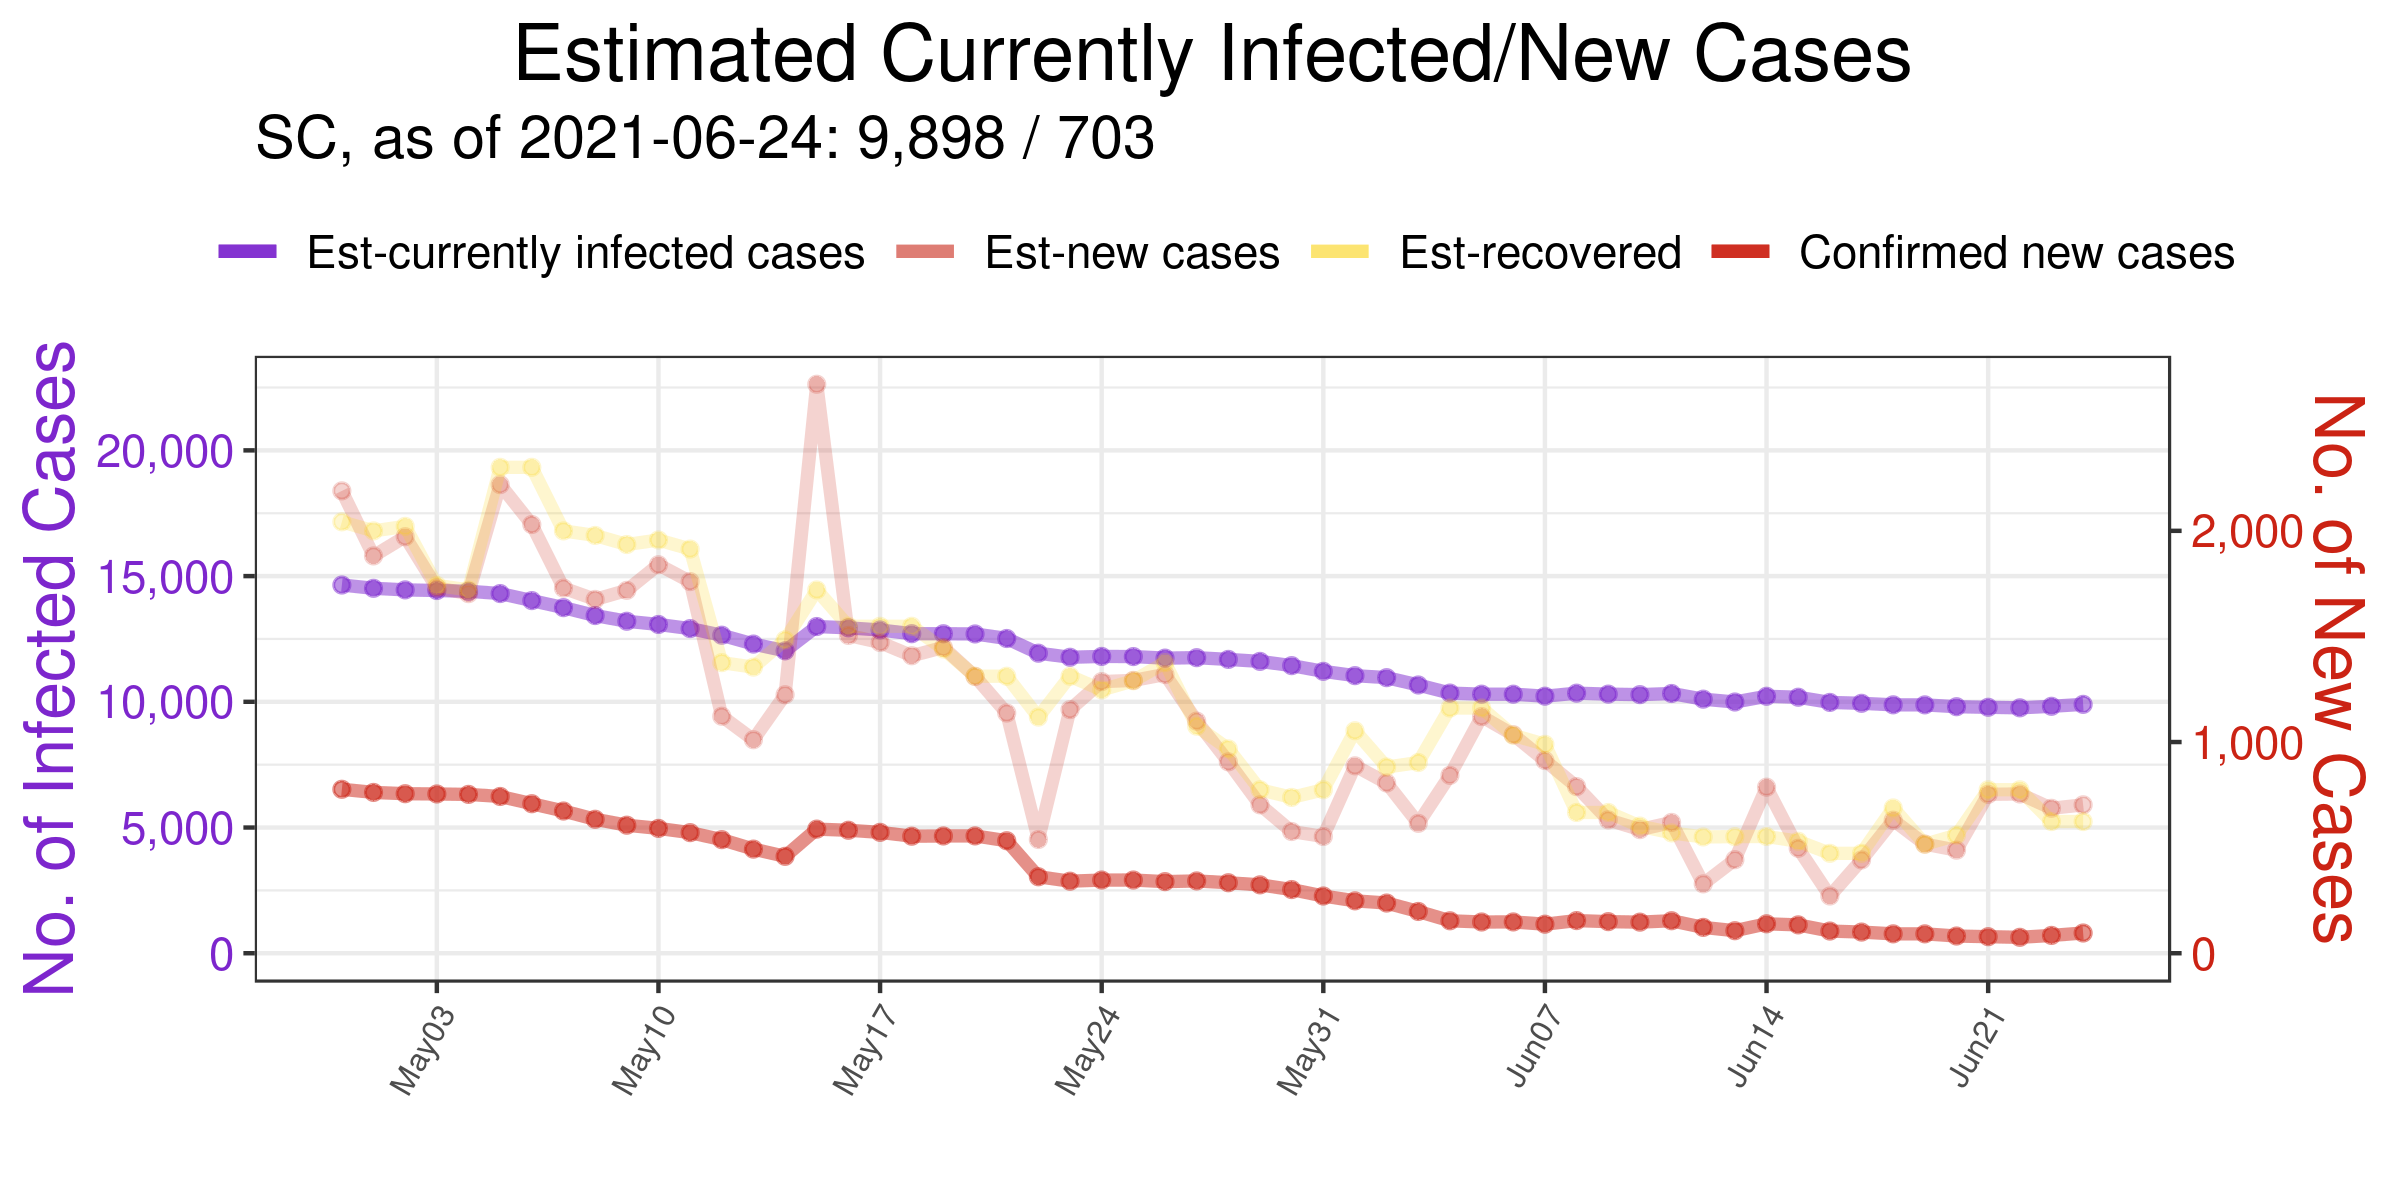 Estimated Currently Infected/New Cases
SC, as of 2021-06-24: 9,898 / 703
Est-currently infected cases Est-new cases Est-recovered Confirmed new cases
No. of Infected Cases
20,000
15,000
10,000
5,000
0
2,000
1,000
0
No. of New Cases
May03 May10 May17 May24 May31 Jun07 Jun14 Jun21